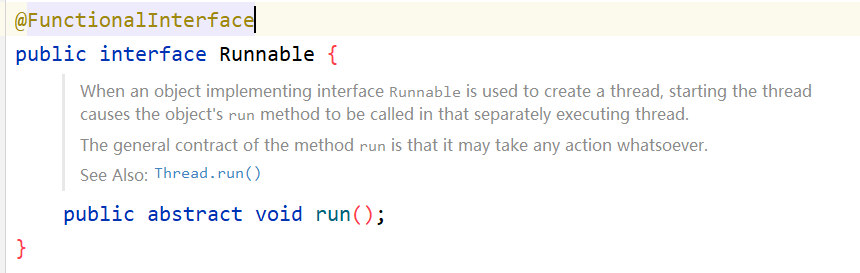 @FunctionalInterface
public interface Runnable {
When an object implementing interface Runnable is used to create a thread, starting the thread
causes the object's run method to be called in that separately executing thread.
The general contract of the method run is that it may take any action whatsoever.
See Also: Thread.run()
public abstract void run();
}